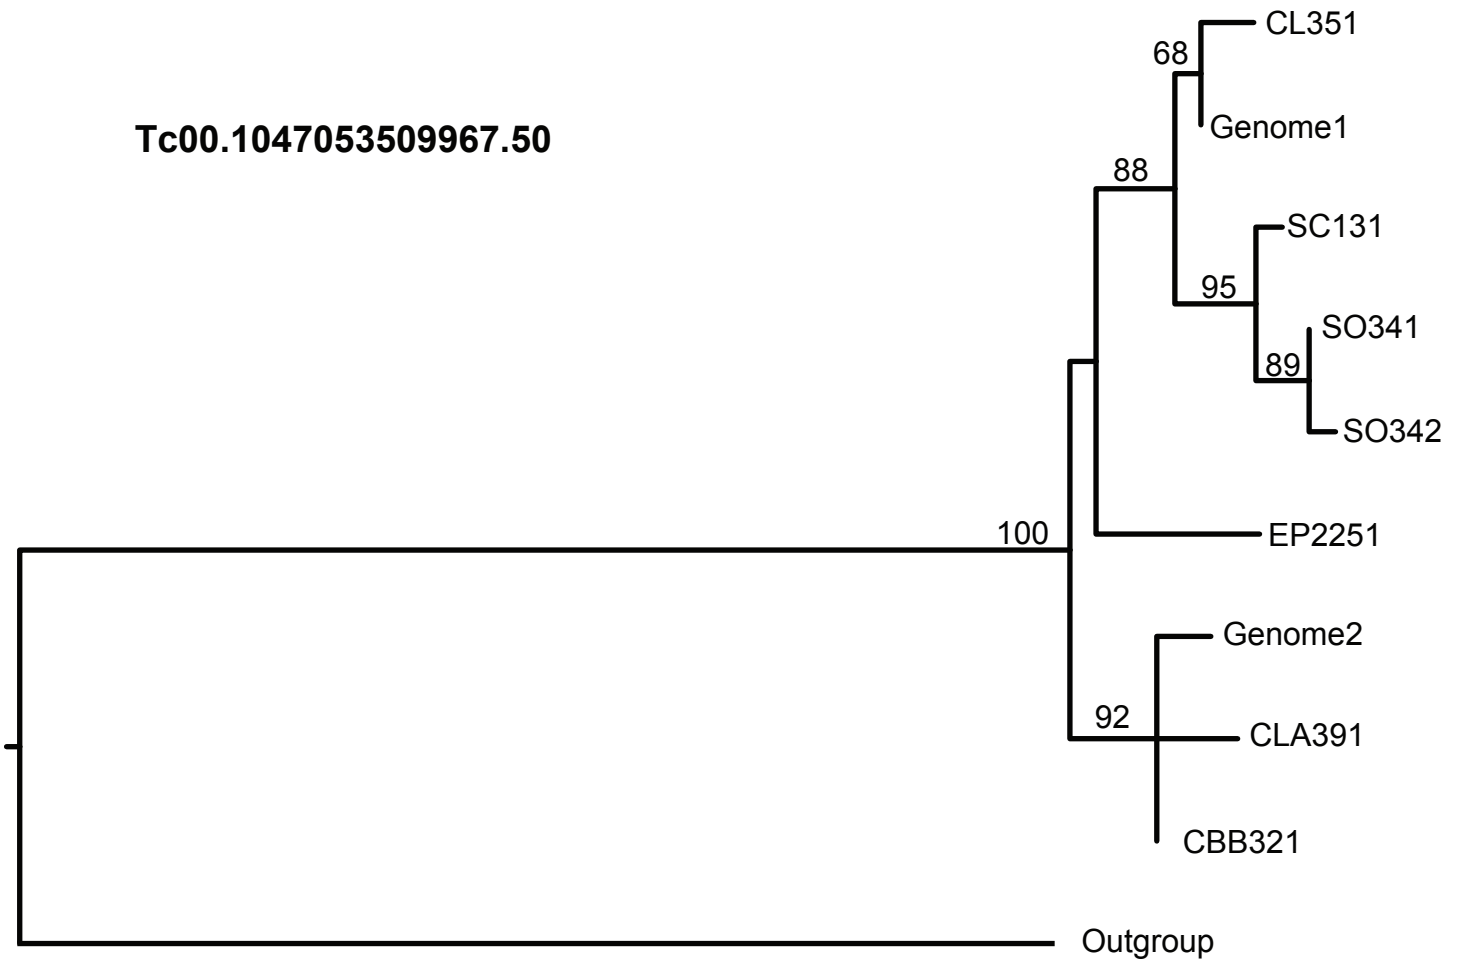 CL351
68
Tc00.1047053509967.50
Genome1
88
SC131
95
SO341
89
SO342
100
EP2251
Genome2
92
CLA391
CBB321
Outgroup